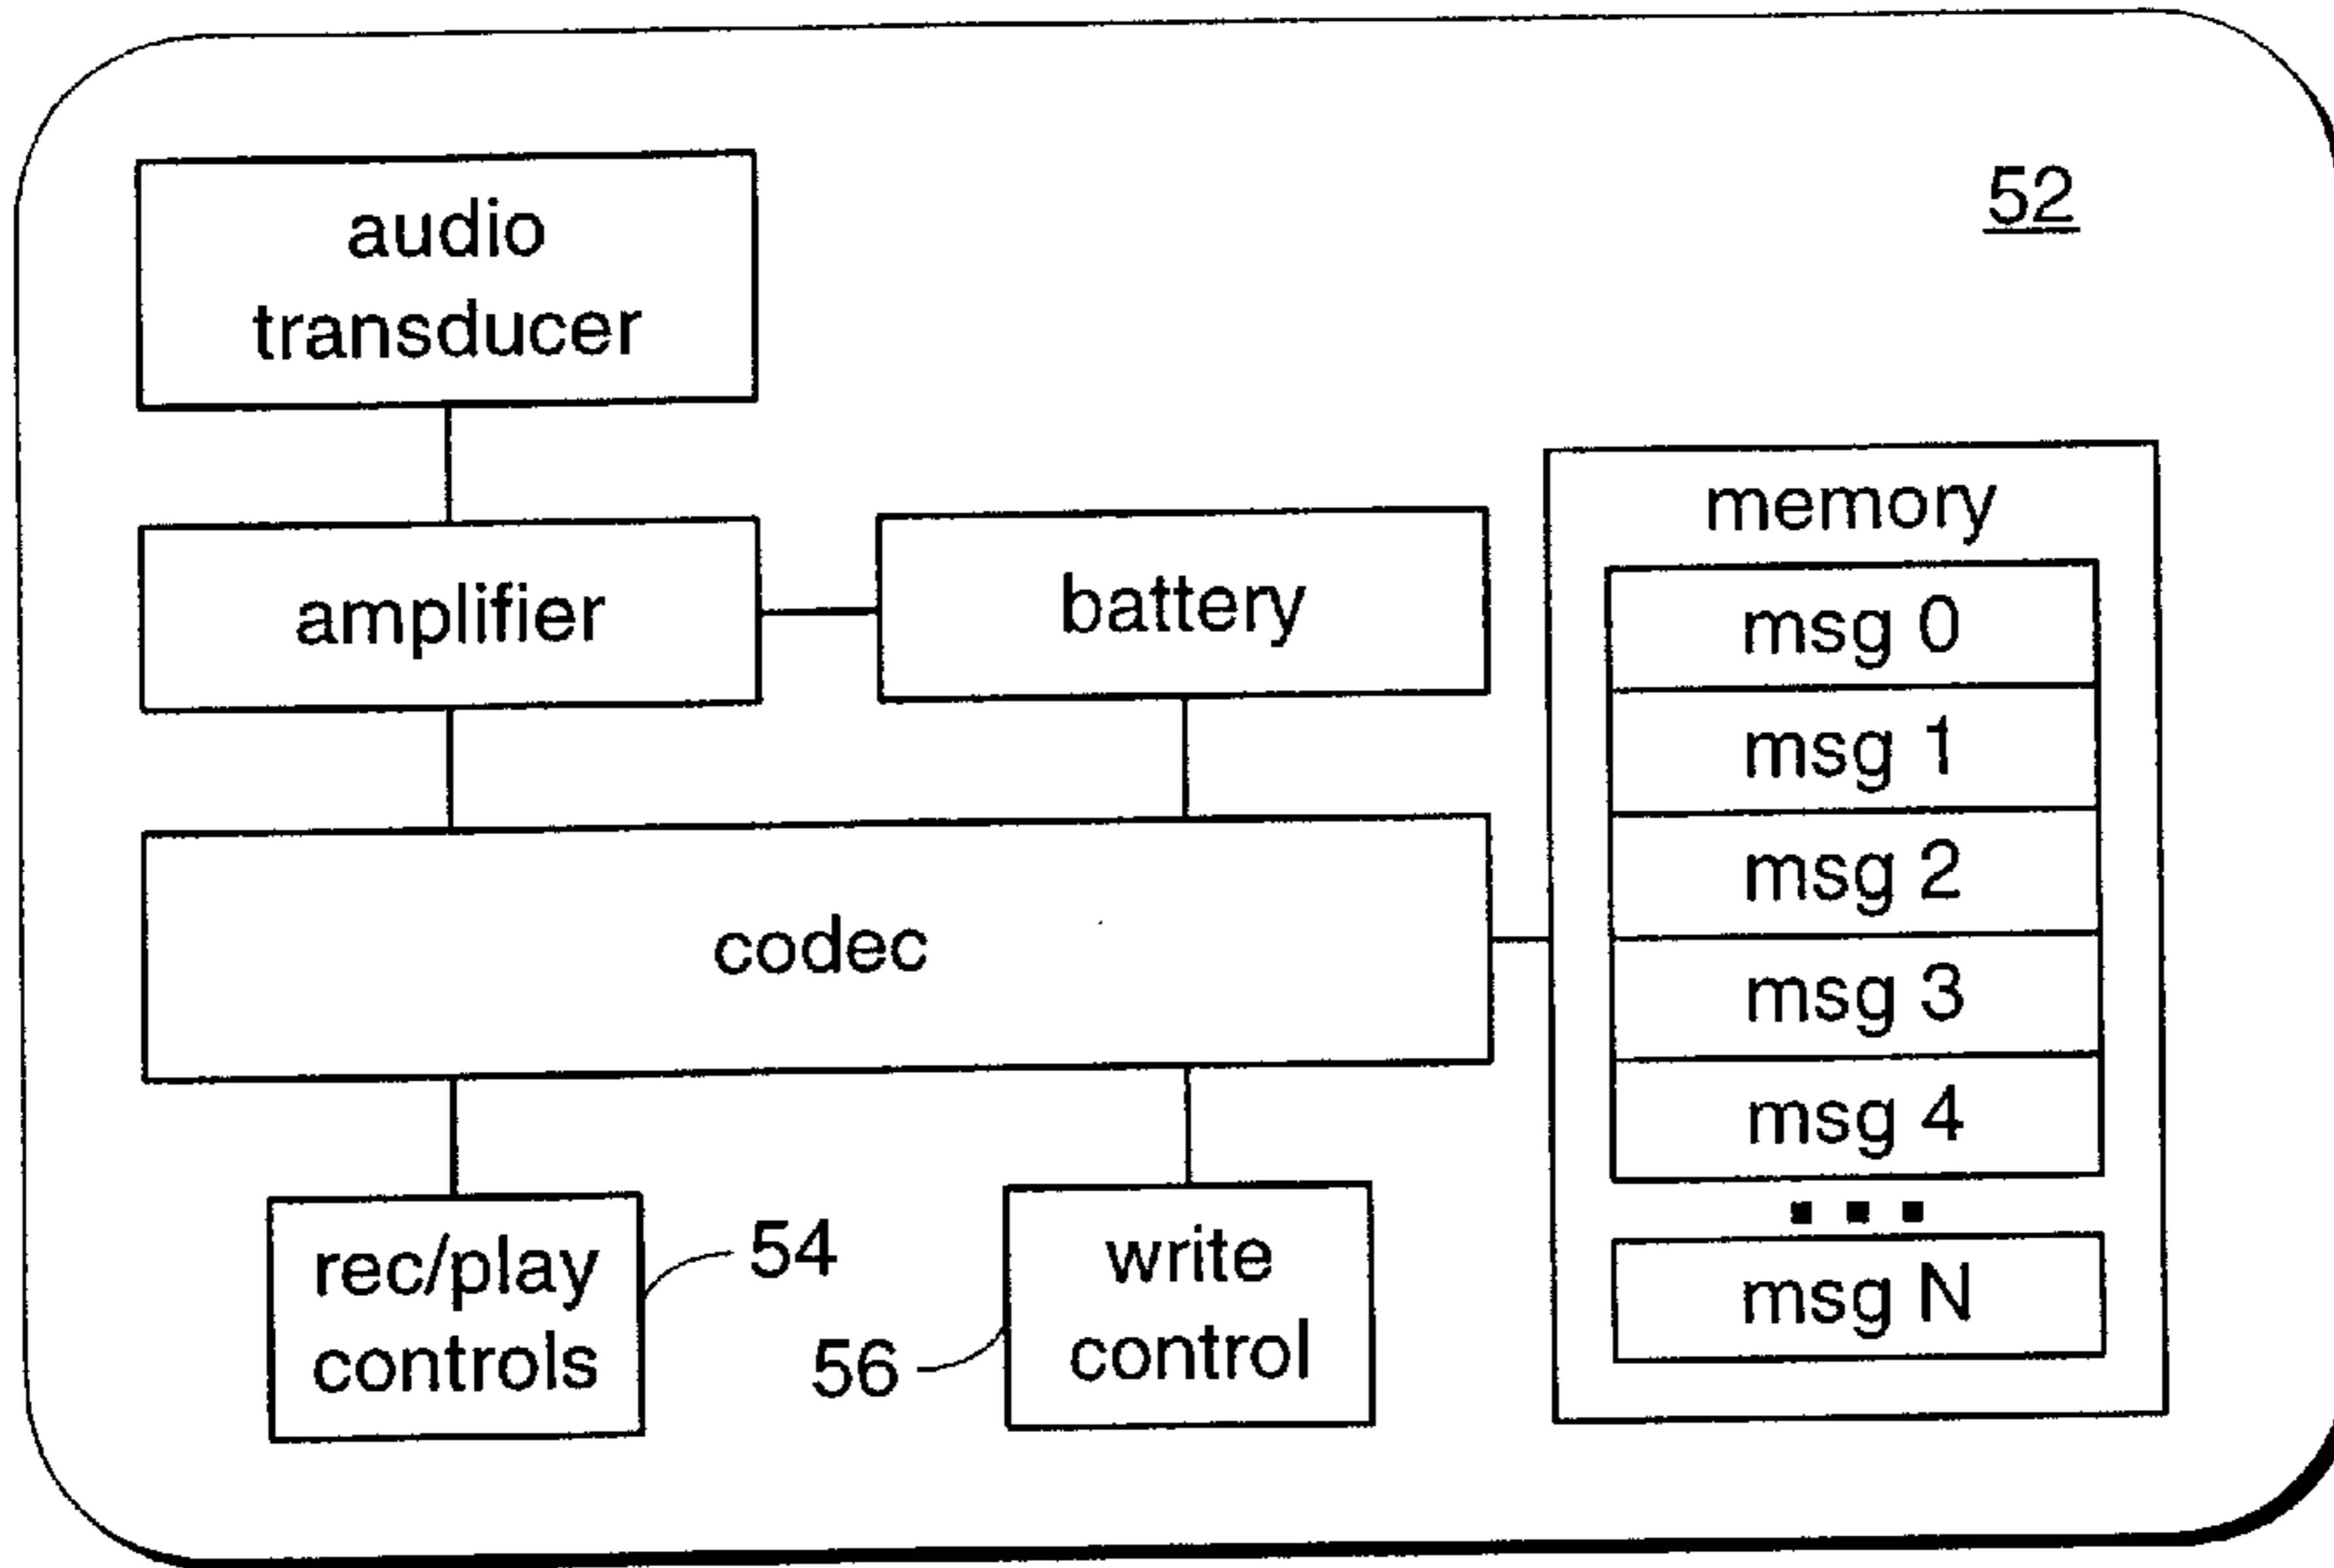 52
audio
transducer
amplifier
battery
codec
rec/play
controls
54
56
write
control
memory
msg 0
msg 1
msg 2
msg 3
msg 4
...
msg N